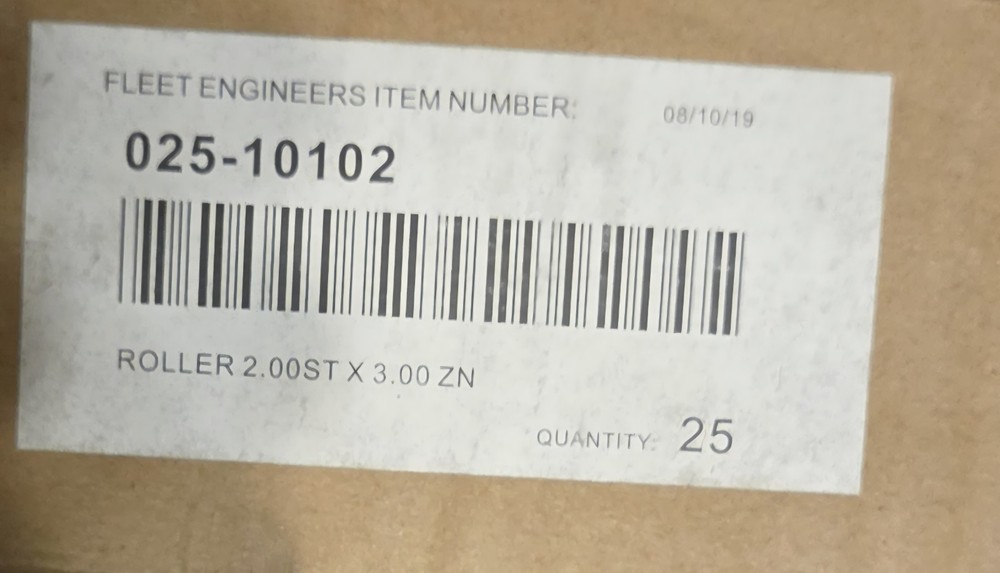 FLEET ENGINEERS ITEM NUMBER: 08/10/19
025-10102
ROLLER 2.00ST X 3.00 ZN
QUANTITY: 25